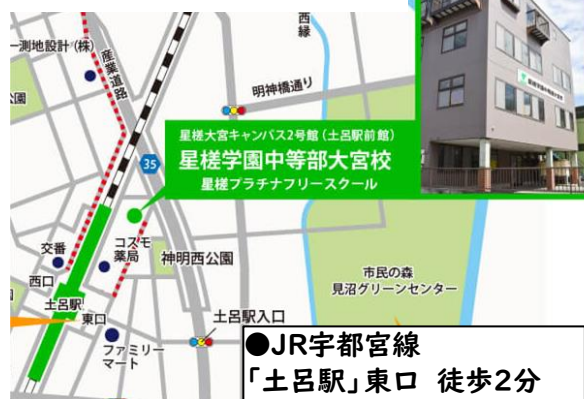 西縁
一測地設計(株)
産業道路
公園
明神橋通り
35
星槎大宮キャンパス2号館(土呂駅前館)
星槎学園中等部大宮校
星槎プラチナフリースクール
交番
コスモ
薬局
神明西公園
西口
土呂駅
東口
土呂駅入口
ファミリー
マート
市民の森
見沼グリーンセンター
●JR宇都宮線
「土呂駅」東口 徒歩2分